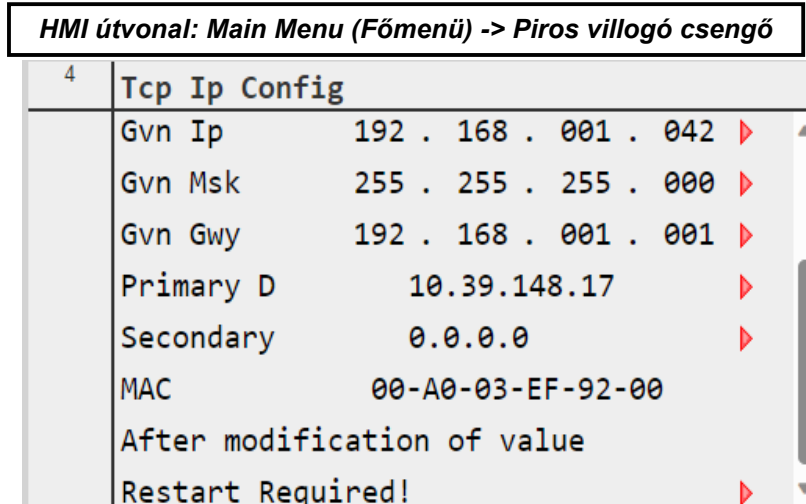 HMI útvonal: Main Menu (Főmenü) -> Piros villogó csengő
4
Tcp Ip Config
Gvn Ip 192 . 168 . 001 . 042
Gvn Msk 255 . 255 . 255 . 000
Gvn Gwy 192 . 168 . 001 . 001
Primary D 10.39.148.17
Secondary 0.0.0.0
MAC 00-A0-03-EF-92-00
After modification of value
Restart Required!